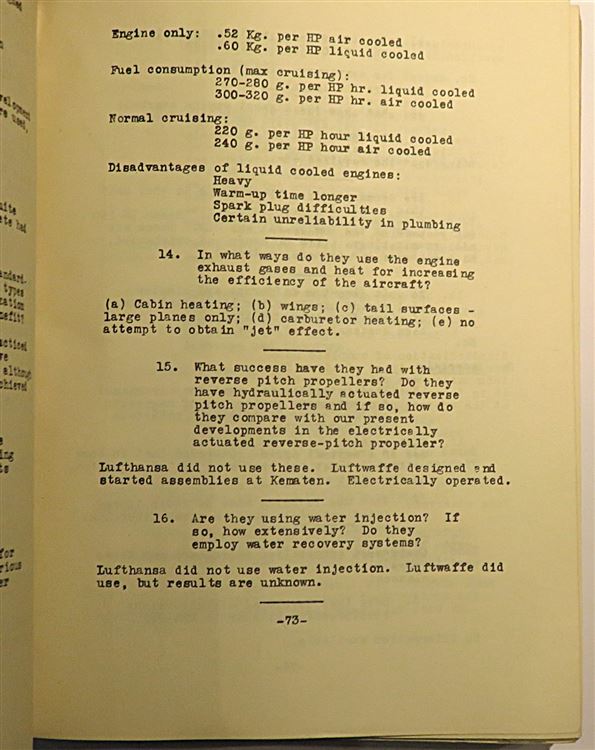 Engine only: .52 Kg. per HP air cooled
.60 Kg. per HP liquid cooled
Fuel consumption (max cruising):
270-280 g. per HP hr. liquid cooled
300-320 g. per HP hr. air cooled
Normal cruising:
220 g. per HP hour liquid cooled
240 g. per HP hour air cooled
Disadvantages of liquid cooled engines:
Heavy
Warm-up time longer
Spark plug difficulties
Certain unreliability in plumbing
14. In what ways do they use the engine
exhaust gases and heat for increasing
the efficiency of the aircraft?
(a) Cabin heating; (b) wings; (c) tail surfaces -
large planes only; (d) carburetor heating; (e) no
attempt to obtain "jet" effect.
15. What success have they had with
reverse pitch propellers? Do they
have hydraulically actuated reverse
pitch propellers and if so, how do
they compare with our present
developments in the electrically
actuated reverse-pitch propeller?
Lufthansa did not use these. Luftwaffe designed and
started assemblies at Kematen. Electrically operated.
16. Are they using water injection? If
so, how extensively? Do they
employ water recovery systems?
Lufthansa did not use water injection. Luftwaffe did
use, but results are unknown.
-73-